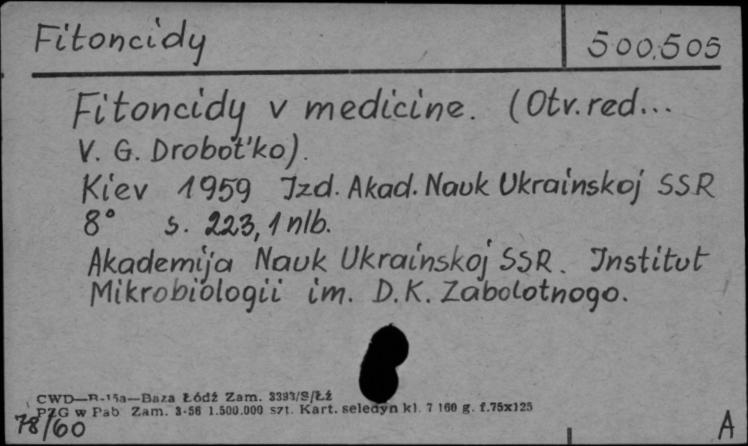 Fitoncidy 500.505
Fitoncidy v medicine. (Otv. red...
V. G. Drobot'ko).
Kiev 1959 Izd. Akad. Nauk Ukrainskoj SSR
8° s. 223, 1 nlb.
Akademija Nauk Ukrainskoj SSR. Institut
Mikrobiologii im. D. K. Zabolotnogo.
CWD—B-15a—Baza Łódź Zam. 3393/S/Łź
PZG w Pab Zam. 3-56 1.500.000 szt. Kart. seledyn kl. 7 160 g. f.75x125
78/60 A